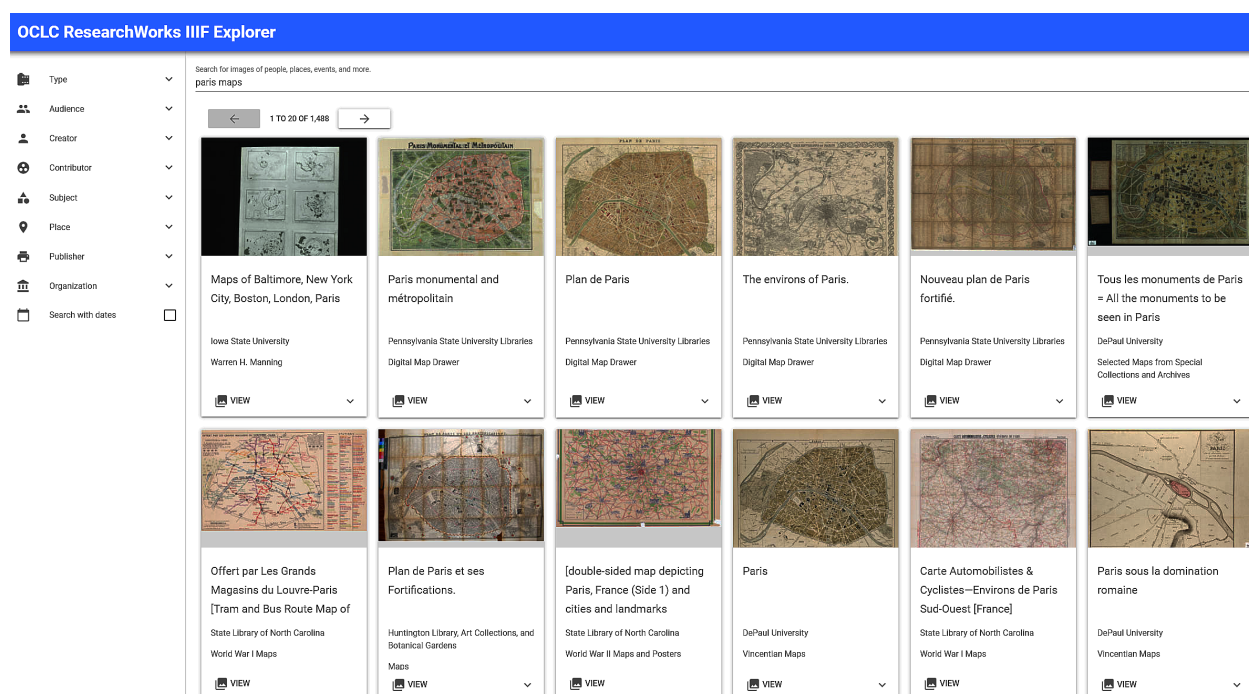 OCLC ResearchWorks IIIF Explorer
Type
Audience
Creator
Contributor
Subject
Place
Publisher
Organization
Search with dates
Search for images of people, places, events, and more.
paris maps
1 TO 20 OF 1,488
PARIS MONUMENTAL ET MÉTROPOLITAIN
PLAN DE PARIS
Maps of Baltimore, New York
City, Boston, London, Paris
Iowa State University
Warren H. Manning
VIEW
Paris monumental and
métropolitain
Pennsylvania State University Libraries
Digital Map Drawer
VIEW
Plan de Paris
Pennsylvania State University Libraries
Digital Map Drawer
VIEW
The environs of Paris.
Pennsylvania State University Libraries
Digital Map Drawer
VIEW
Nouveau plan de Paris
fortifié.
Pennsylvania State University Libraries
Digital Map Drawer
VIEW
Tous les monuments de Paris
= All the monuments to be
seen in Paris
DePaul University
Selected Maps from Special
Collections and Archives
VIEW
Offert par Les Grands
Magasins du Louvre-Paris
[Tram and Bus Route Map of
State Library of North Carolina
World War I Maps
VIEW
Plan de Paris et ses
Fortifications.
Huntington Library, Art Collections, and
Botanical Gardens
Maps
VIEW
[double-sided map depicting
Paris, France (Side 1) and
cities and landmarks
State Library of North Carolina
World War II Maps and Posters
VIEW
Paris
DePaul University
Vincentian Maps
VIEW
Carte Automobilistes &
Cyclistes—Environs de Paris
Sud-Ouest [France]
State Library of North Carolina
World War I Maps
VIEW
PARIS
Paris sous la domination
romaine
DePaul University
Vincentian Maps
VIEW